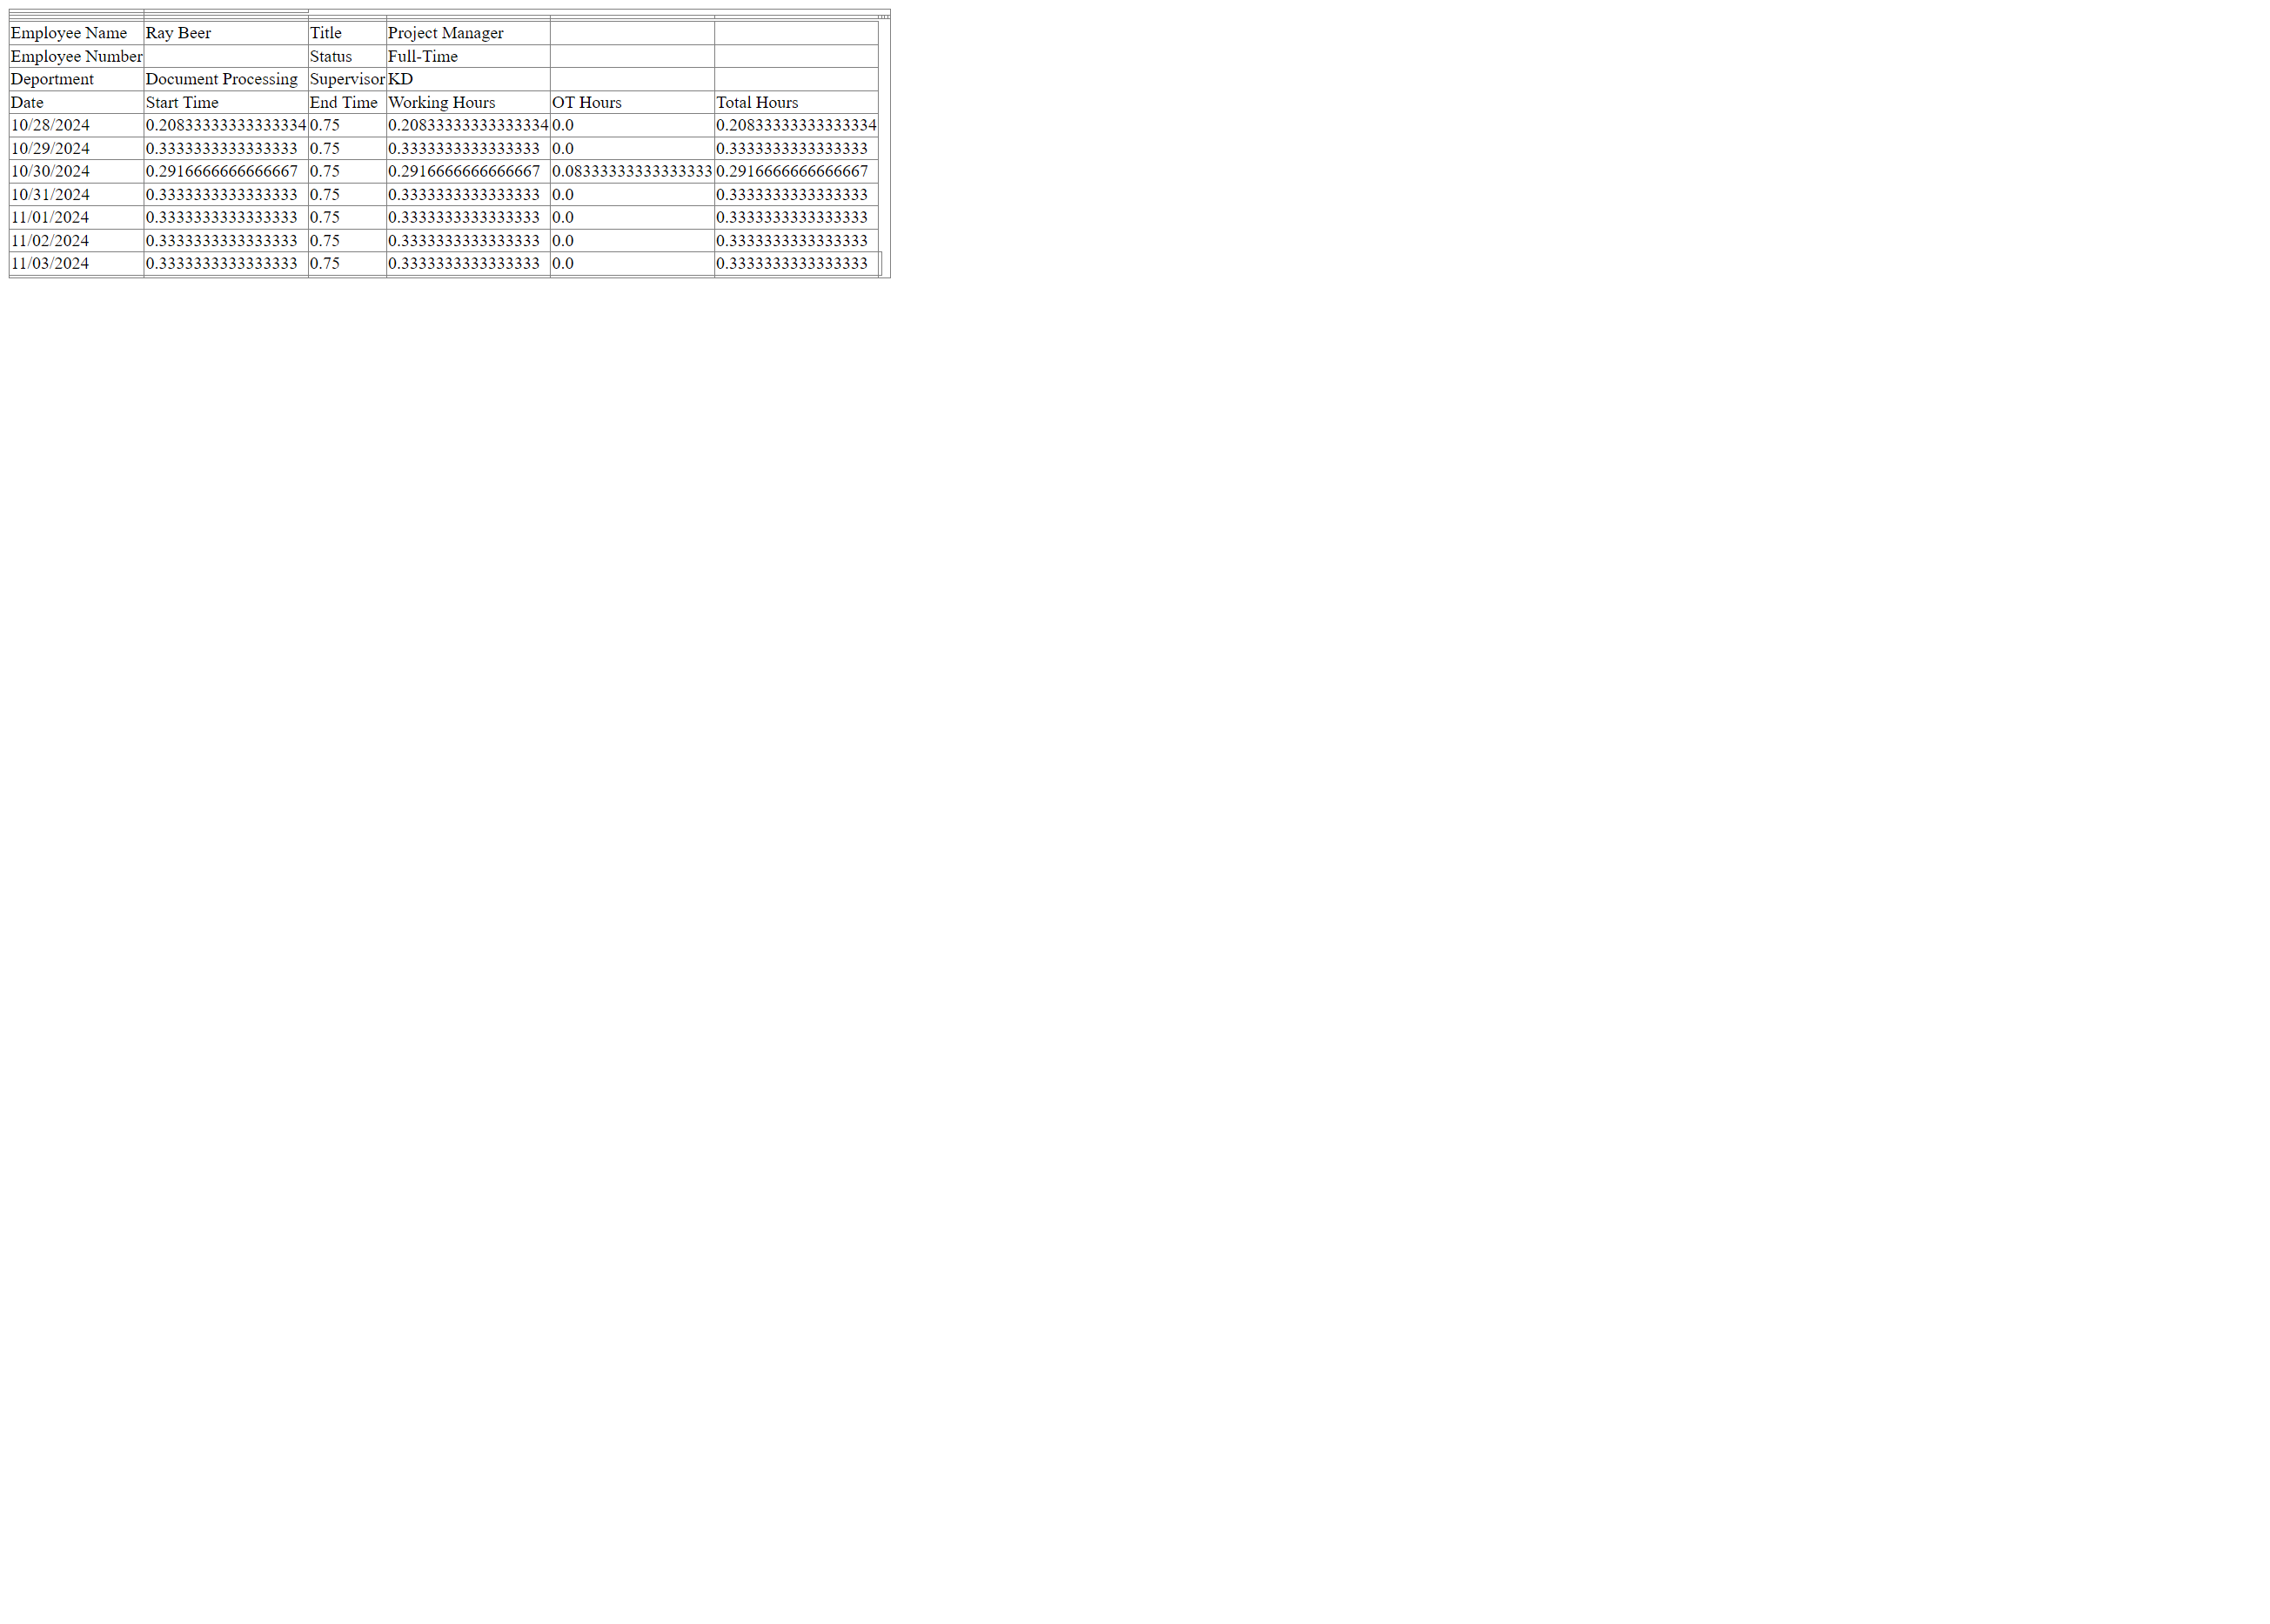 Employee Name Ray Beer Title Project Manager
Employee Number Status Full-Time
Deportment Document Processing Supervisor KD
Date Start Time End Time Working Hours OT Hours Total Hours
10/28/2024 0.20833333333333334 0.75 0.20833333333333334 0.0 0.20833333333333334
10/29/2024 0.3333333333333333 0.75 0.3333333333333333 0.0 0.3333333333333333
10/30/2024 0.2916666666666667 0.75 0.2916666666666667 0.08333333333333333 0.2916666666666667
10/31/2024 0.3333333333333333 0.75 0.3333333333333333 0.0 0.3333333333333333
11/01/2024 0.3333333333333333 0.75 0.3333333333333333 0.0 0.3333333333333333
11/02/2024 0.3333333333333333 0.75 0.3333333333333333 0.0 0.3333333333333333
11/03/2024 0.3333333333333333 0.75 0.3333333333333333 0.0 0.3333333333333333